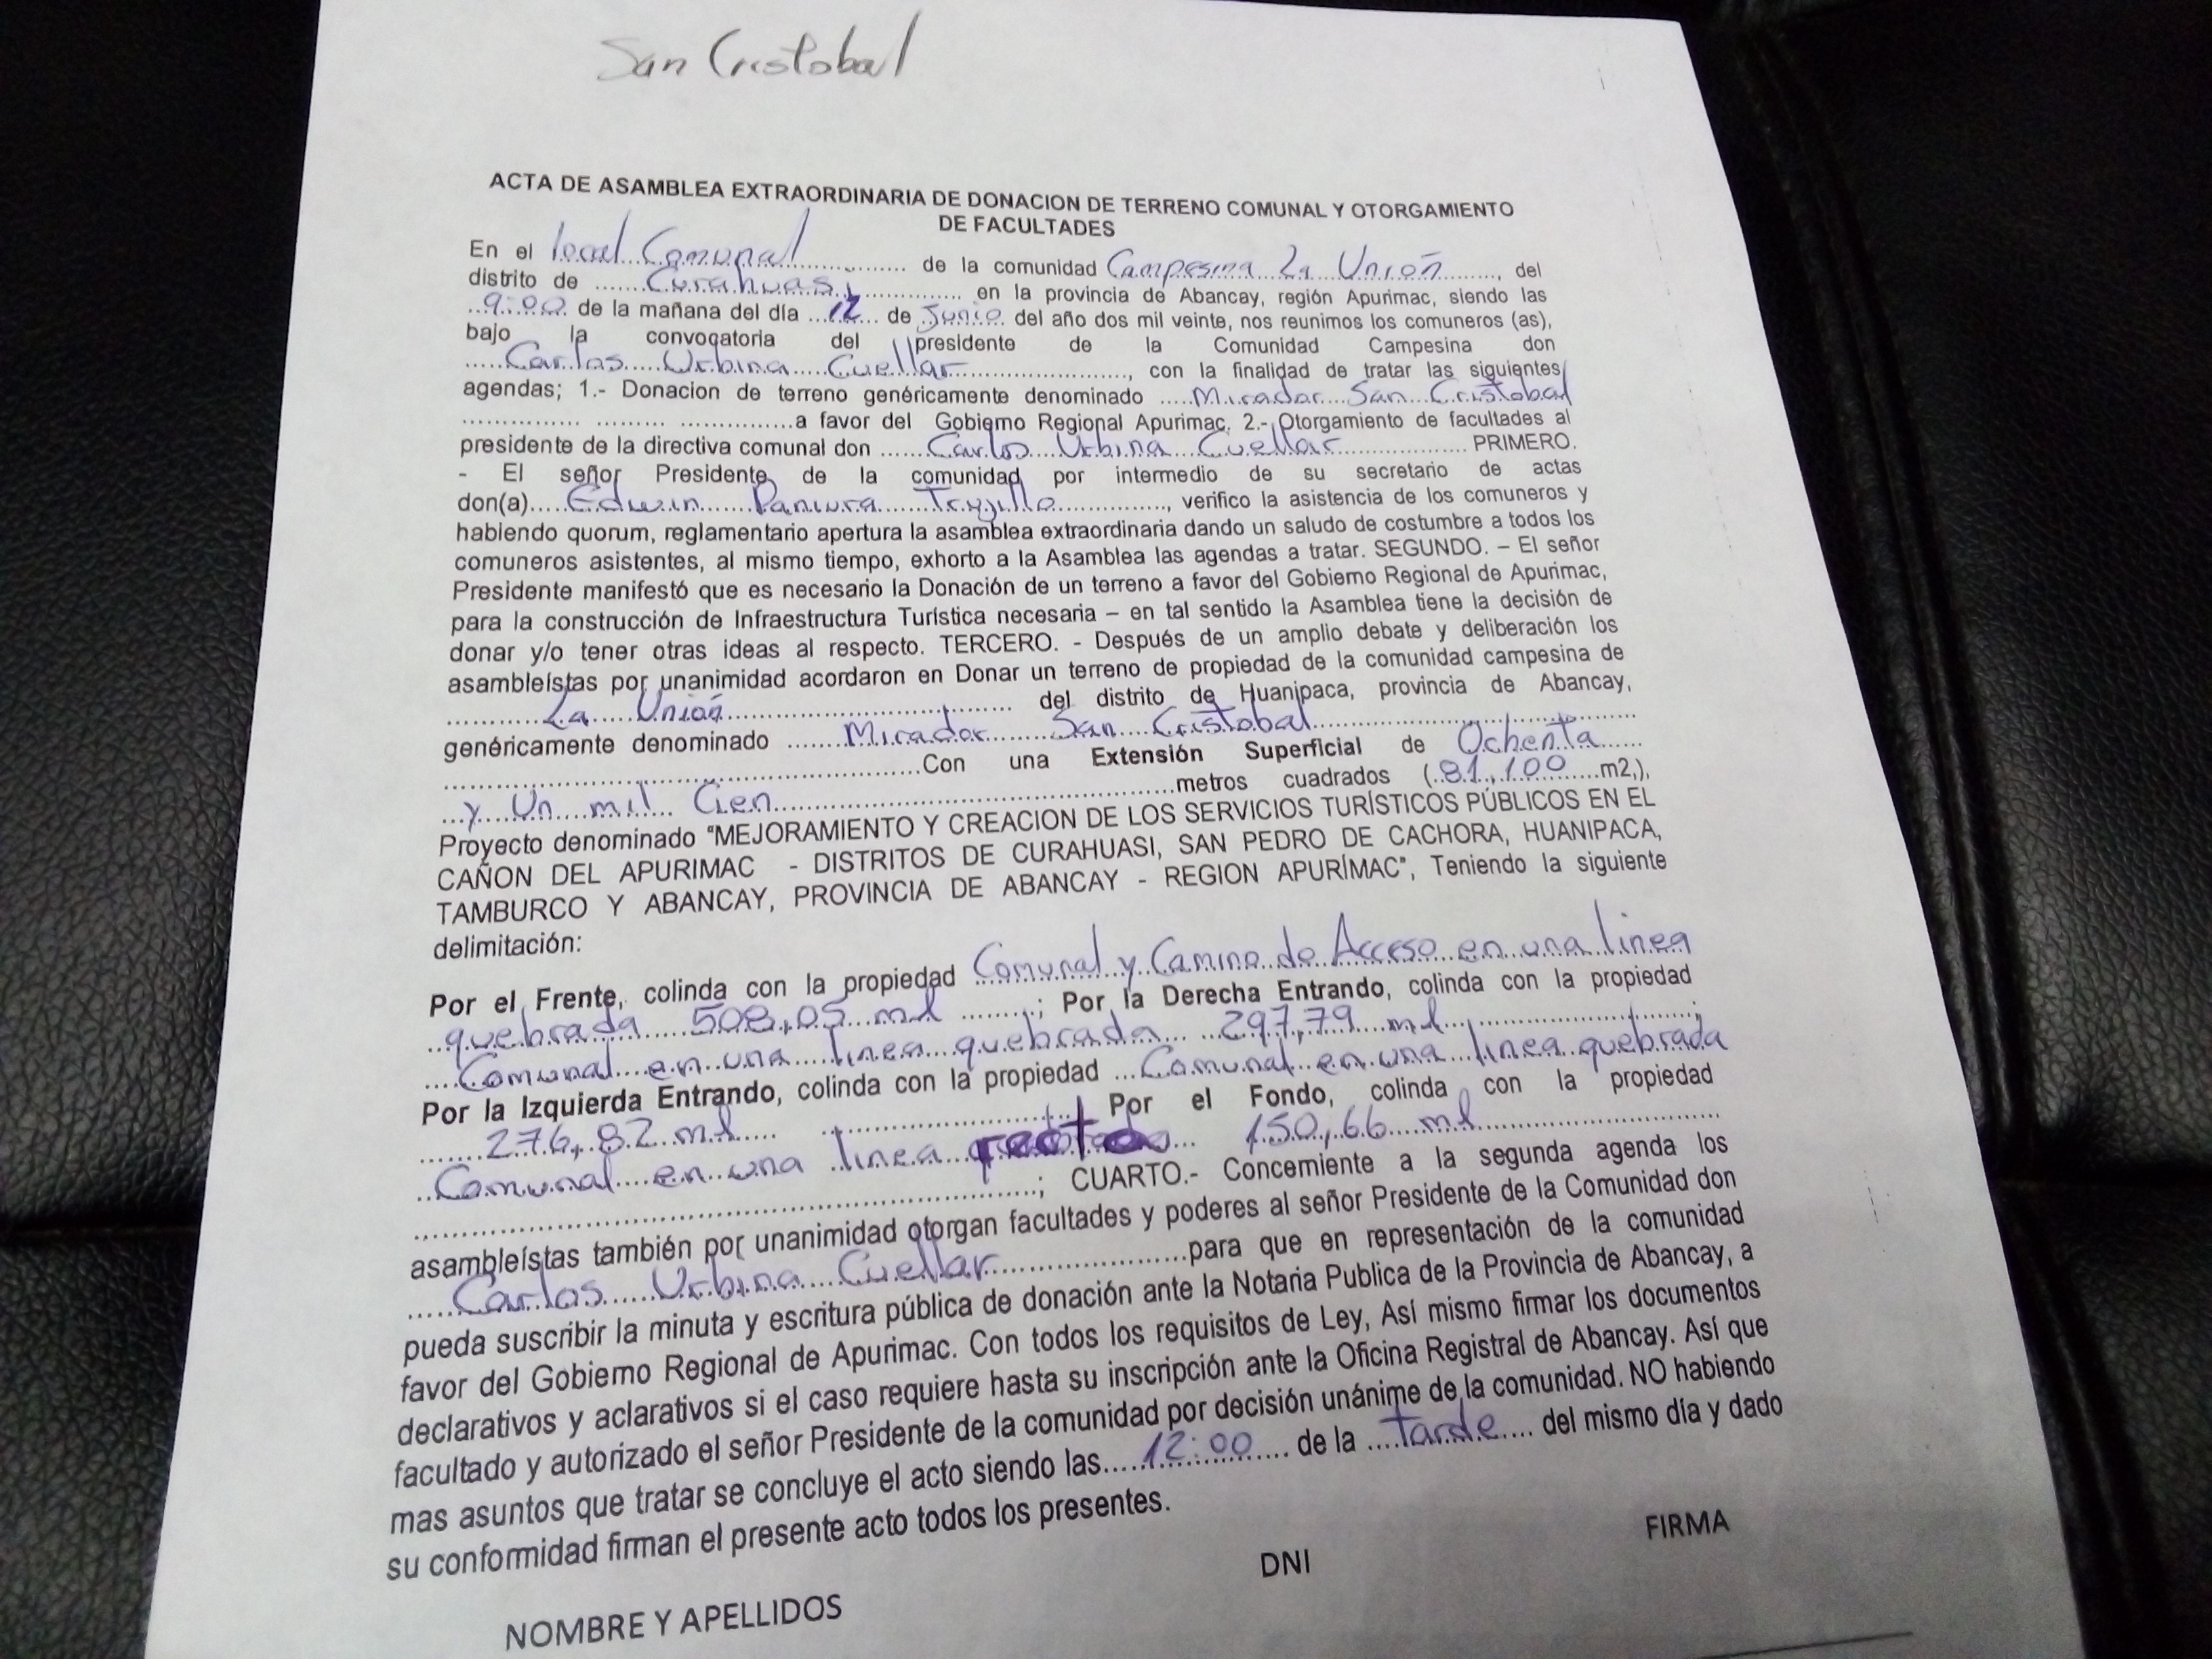 San Cristobal
ACTA DE ASAMBLEA EXTRAORDINARIA DE DONACION DE TERRENO COMUNAL Y OTORGAMIENTO
DE FACULTADES
En el local Comunal .................. de la comunidad Campesina La Unión ........, del
distrito de ...... Curahuasi ................ en la provincia de Abancay, región Apurimac, siendo las
..9:00.. de la mañana del día ...12... de Junio. del año dos mil veinte, nos reunimos los comuneros (as),
bajo la convocatoria del presidente de la Comunidad Campesina don
.....Carlos Urbina Cuellar........................, con la finalidad de tratar las siguientes
agendas; 1.- Donacion de terreno genéricamente denominado .....Mirador San Cristobal
................ ......... ...............a favor del Gobierno Regional Apurimac. 2.- Otorgamiento de facultades al
presidente de la directiva comunal don ......Carlos Urbina Cuellar.................. PRIMERO.
- El señor Presidente de la comunidad por intermedio de su secretario de actas
don(a)....Edwin Paniura Trujillo................, verifico la asistencia de los comuneros y
habiendo quorum, reglamentario apertura la asamblea extraordinaria dando un saludo de costumbre a todos los
comuneros asistentes, al mismo tiempo, exhorto a la Asamblea las agendas a tratar. SEGUNDO. – El señor
Presidente manifestó que es necesario la Donación de un terreno a favor del Gobierno Regional de Apurimac,
para la construcción de Infraestructura Turística necesaria – en tal sentido la Asamblea tiene la decisión de
donar y/o tener otras ideas al respecto. TERCERO. - Después de un amplio debate y deliberación los
asambleístas por unanimidad acordaron en Donar un terreno de propiedad de la comunidad campesina de
............La Unión.................................. del distrito de Huanipaca, provincia de Abancay,
genéricamente denominado ........Mirador San Cristobal.......................................
..................................................Con una Extensión Superficial de Ochenta......
...y Un mil Cien...........................................metros cuadrados (.81,100....m2,),
Proyecto denominado “MEJORAMIENTO Y CREACION DE LOS SERVICIOS TURÍSTICOS PÚBLICOS EN EL
CAÑON DEL APURIMAC - DISTRITOS DE CURAHUASI, SAN PEDRO DE CACHORA, HUANIPACA,
TAMBURCO Y ABANCAY, PROVINCIA DE ABANCAY - REGION APURÍMAC”, Teniendo la siguiente
delimitación:
Por el Frente, colinda con la propiedad Comunal y Camino de Acceso en una linea
..quebrada 508,05 ml ........; Por la Derecha Entrando, colinda con la propiedad
....Comunal en una linea quebrada 297,79 ml...........................;
Por la Izquierda Entrando, colinda con la propiedad ...Comunal en una linea quebrada
.......276,82 ml..... ........................... Por el Fondo, colinda con la propiedad
..Comunal en una linea recta... 150,66 ml................................
...........................................................; CUARTO.- Concerniente a la segunda agenda los
asambleístas también por unanimidad otorgan facultades y poderes al señor Presidente de la Comunidad don
.....Carlos Urbina Cuellar....................para que en representación de la comunidad
pueda suscribir la minuta y escritura pública de donación ante la Notaria Publica de la Provincia de Abancay, a
favor del Gobierno Regional de Apurimac. Con todos los requisitos de Ley, Así mismo firmar los documentos
declarativos y aclarativos si el caso requiere hasta su inscripción ante la Oficina Registral de Abancay. Así que
facultado y autorizado el señor Presidente de la comunidad por decisión unánime de la comunidad. NO habiendo
mas asuntos que tratar se concluye el acto siendo las.....12:00.... de la ....Tarde.... del mismo día y dado
su conformidad firman el presente acto todos los presentes.
NOMBRE Y APELLIDOS DNI FIRMA